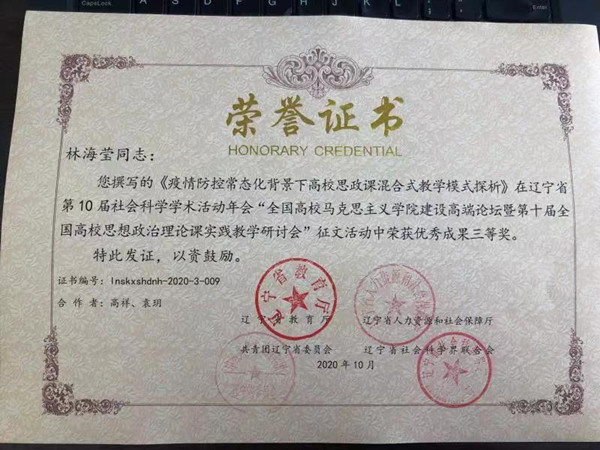 CapsLock
Enter
荣誉证书
HONORARY CREDENTIAL
林海莹同志：
您撰写的《疫情防控常态化背景下高校思政课混合式教学模式探析》在辽宁省
第10届社会科学学术活动年会“全国高校马克思主义学院建设高端论坛暨第十届全
国高校思想政治理论课实践教学研讨会”征文活动中荣获优秀成果三等奖。
特此发证，以资鼓励。
证书编号：lnskxshdnh-2020-3-009
合作者：高祥、袁玥
辽宁省教育厅
辽宁省教育厅 辽宁省人力资源和社会保障厅
共青团辽宁省委员会 辽宁省社会科学界联合会
2020年10月